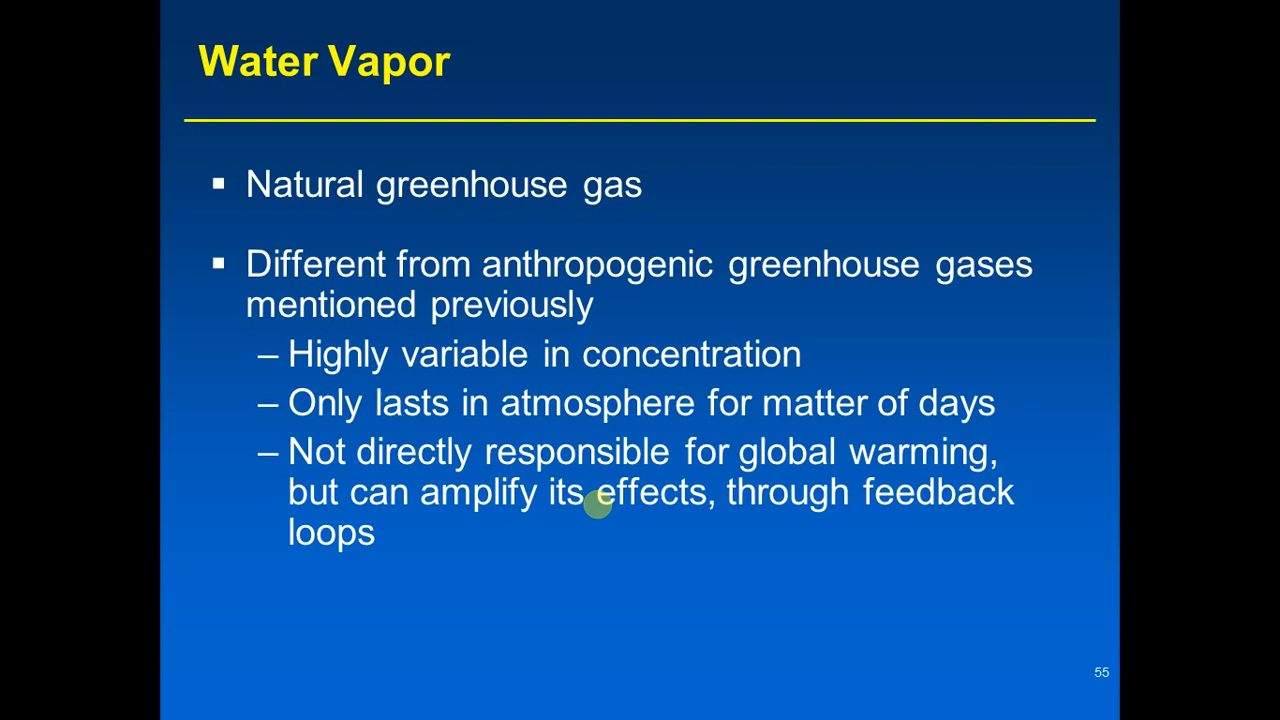 Water Vapor
▪ Natural greenhouse gas
▪ Different from anthropogenic greenhouse gases
mentioned previously
– Highly variable in concentration
– Only lasts in atmosphere for matter of days
– Not directly responsible for global warming,
but can amplify its effects, through feedback
loops
55